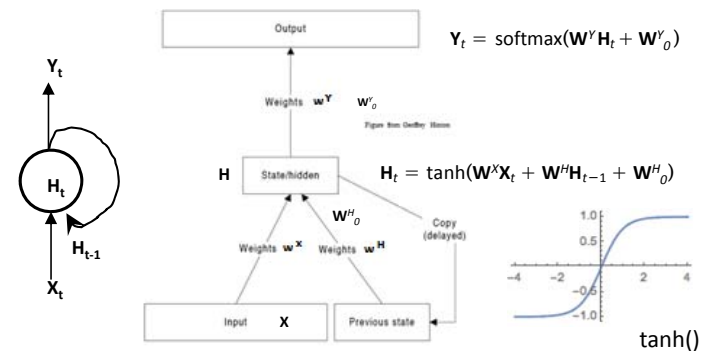 Y_t
H_t
H_{t-1}
X_t
Output
Weights w^Y W^Y_0
Figure from Geoffrey Hinton
H State/hidden
W^H_0
Copy
(delayed)
Weights w^X Weights w^H
Input X Previous state
Y_t = softmax(W^Y H_t + W^Y_0)
H_t = tanh(W^X X_t + W^H H_{t−1} + W^H_0)
1.0
0.5
−4 −2 2 4
−0.5
−1.0
tanh()